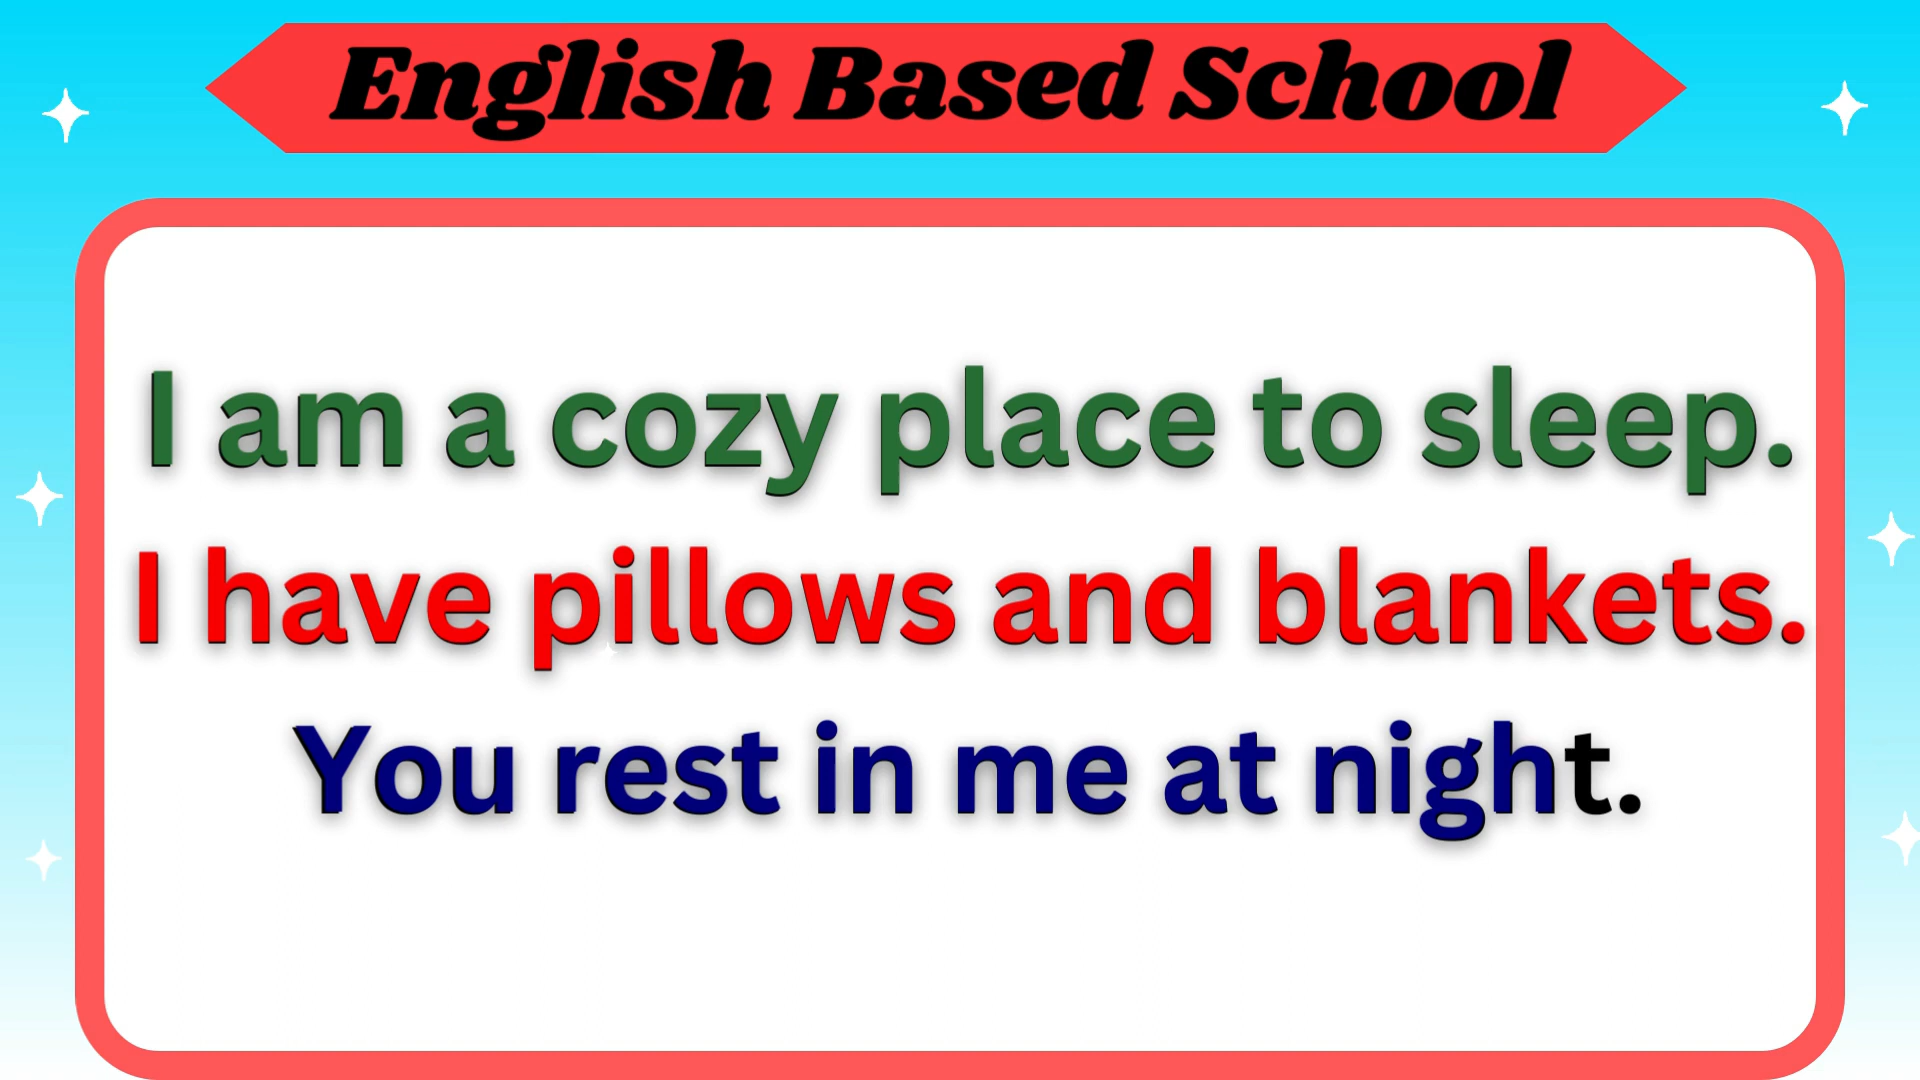 English Based School
I am a cozy place to sleep.
I have pillows and blankets.
You rest in me at night.